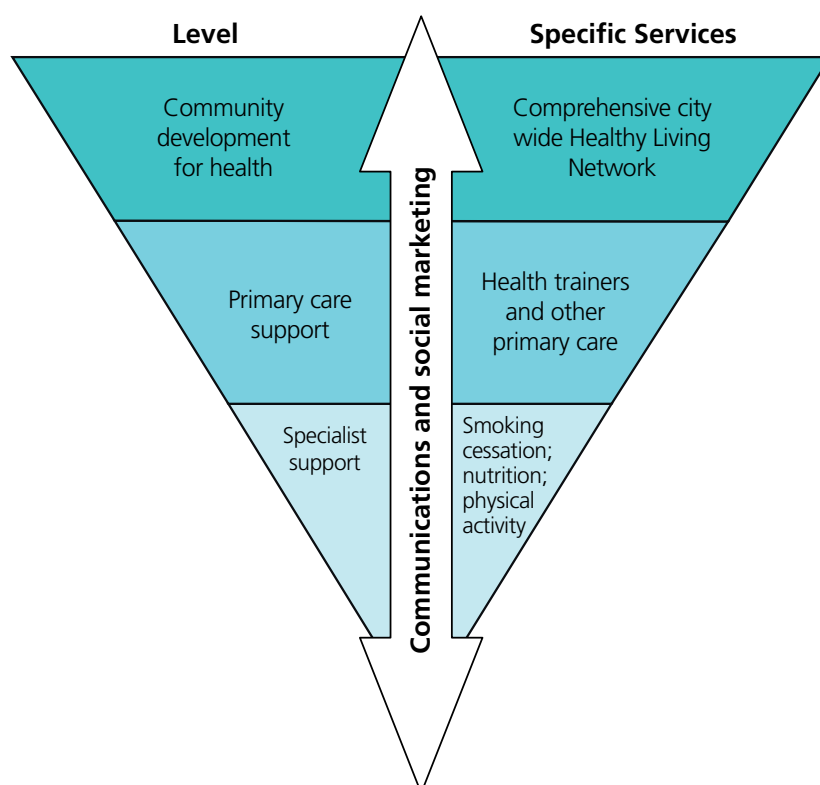 Level
Specific Services
Community
development
for health
Comprehensive city
wide Healthy Living
Network
Primary care
support
Health trainers
and other
primary care
Specialist
support
Smoking
cessation;
nutrition;
physical
activity
Communications and social marketing